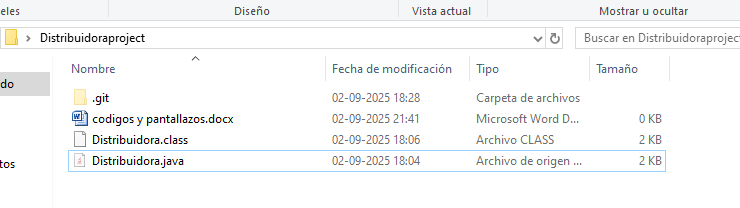 eles Diseño Vista actual Mostrar u ocultar
Distribuidoraproject Buscar en Distribuidoraproject
Nombre Fecha de modificación Tipo Tamaño
do
.git 02-09-2025 18:28 Carpeta de archivos
codigos y pantallazos.docx 02-09-2025 21:41 Microsoft Word D... 0 KB
Distribuidora.class 02-09-2025 18:06 Archivo CLASS 2 KB
tos Distribuidora.java 02-09-2025 18:04 Archivo de origen ... 2 KB